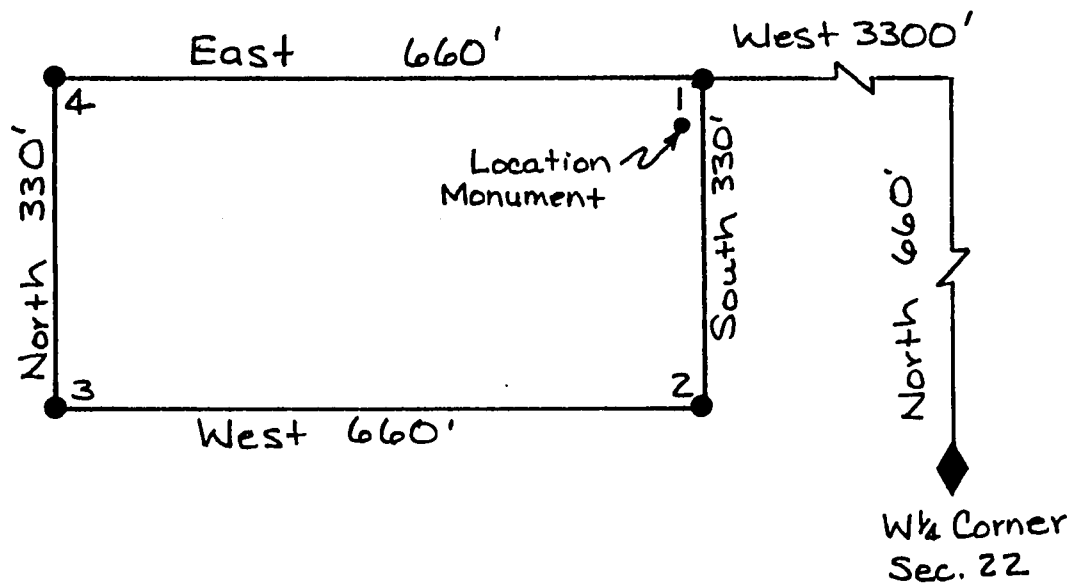 West 3300'
East 660'
4
1
Location
Monument
North 330'
South 330'
North 660'
3
2
West 660'
W¼ Corner
Sec. 22